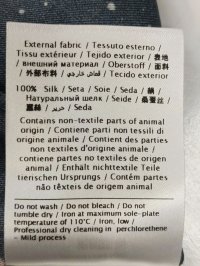 External fabric / Tessuto esterno /
Tissu extérieur / Tejido exterior / 表地
/ внешний материал / Oberstoff / 面料
/ 外部布料 / قماش خارجي / Tecido exterior
100% Silk / Seta / Soie / Seda / 絹 /
Натуральный шелк / Seide / 桑蚕丝 /
蠶絲 / حرير / Seda
Contains non-textile parts of animal
origin / Contiene parti non tessili di
origine animale / Contient des parties
non textiles d'origine animale /
contiene partes no textiles de origen
animal / Enthält nichttextile Teile
tierischen Ursprungs / Contém partes
não têxteis de origem animal
Do not wash / Do not bleach / Do not
tumble dry / Iron at maximum sole-plate
temperature of 110°C / Iron, low /
Professional dry cleaning in perchlorethene
- Mild process